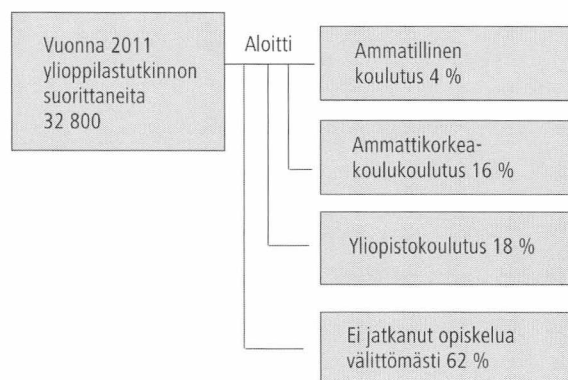 Vuonna 2011
ylioppilastutkinnon
suorittaneita
32 800
Aloitti
Ammatillinen
koulutus 4 %
Ammattikorkea-
koulukoulutus 16 %
Yliopistokoulutus 18 %
Ei jatkanut opiskelua
välittömästi 62 %